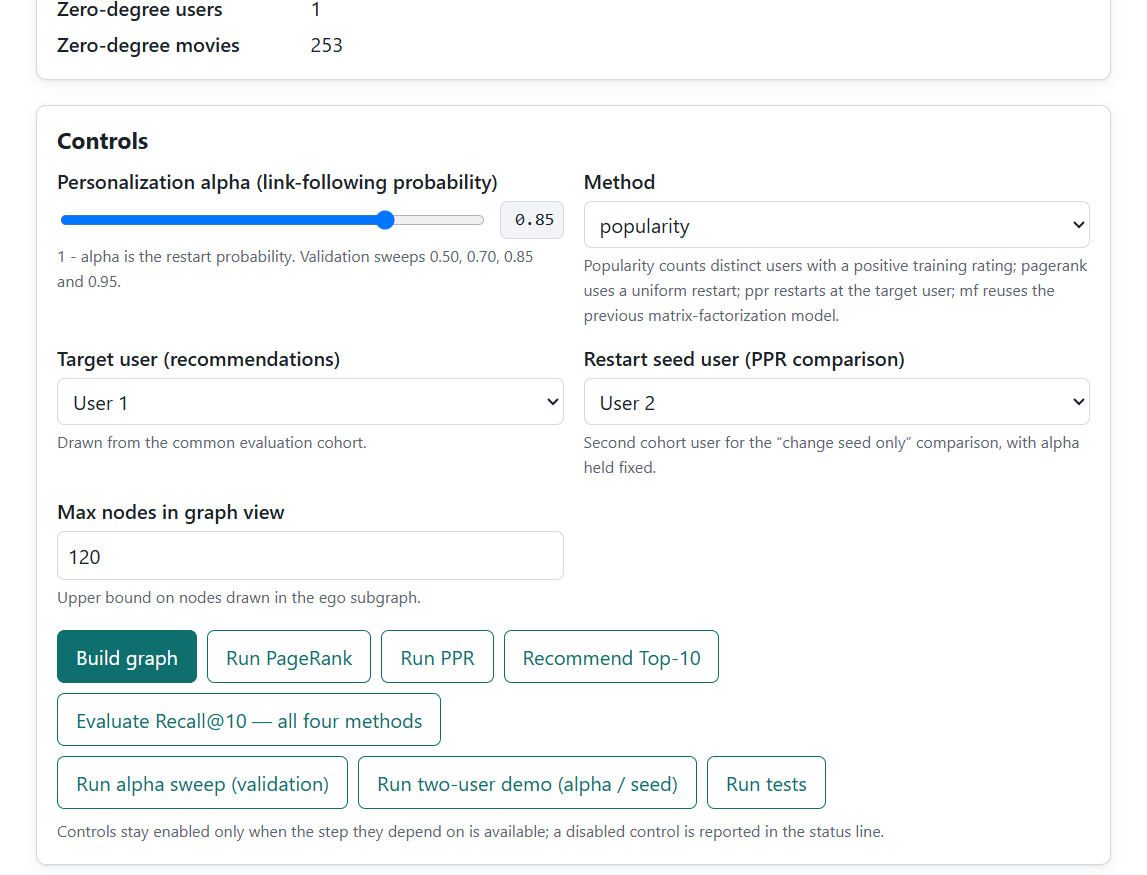 Zero-degree users 1
Zero-degree movies 253
Controls
Personalization alpha (link-following probability)
0.85
1 - alpha is the restart probability. Validation sweeps 0.50, 0.70, 0.85
and 0.95.
Method
popularity
Popularity counts distinct users with a positive training rating; pagerank
uses a uniform restart; ppr restarts at the target user; mf reuses the
previous matrix-factorization model.
Target user (recommendations)
User 1
Drawn from the common evaluation cohort.
Restart seed user (PPR comparison)
User 2
Second cohort user for the “change seed only” comparison, with alpha
held fixed.
Max nodes in graph view
120
Upper bound on nodes drawn in the ego subgraph.
Build graph Run PageRank Run PPR Recommend Top-10
Evaluate Recall@10 — all four methods
Run alpha sweep (validation) Run two-user demo (alpha / seed) Run tests
Controls stay enabled only when the step they depend on is available; a disabled control is reported in the status line.